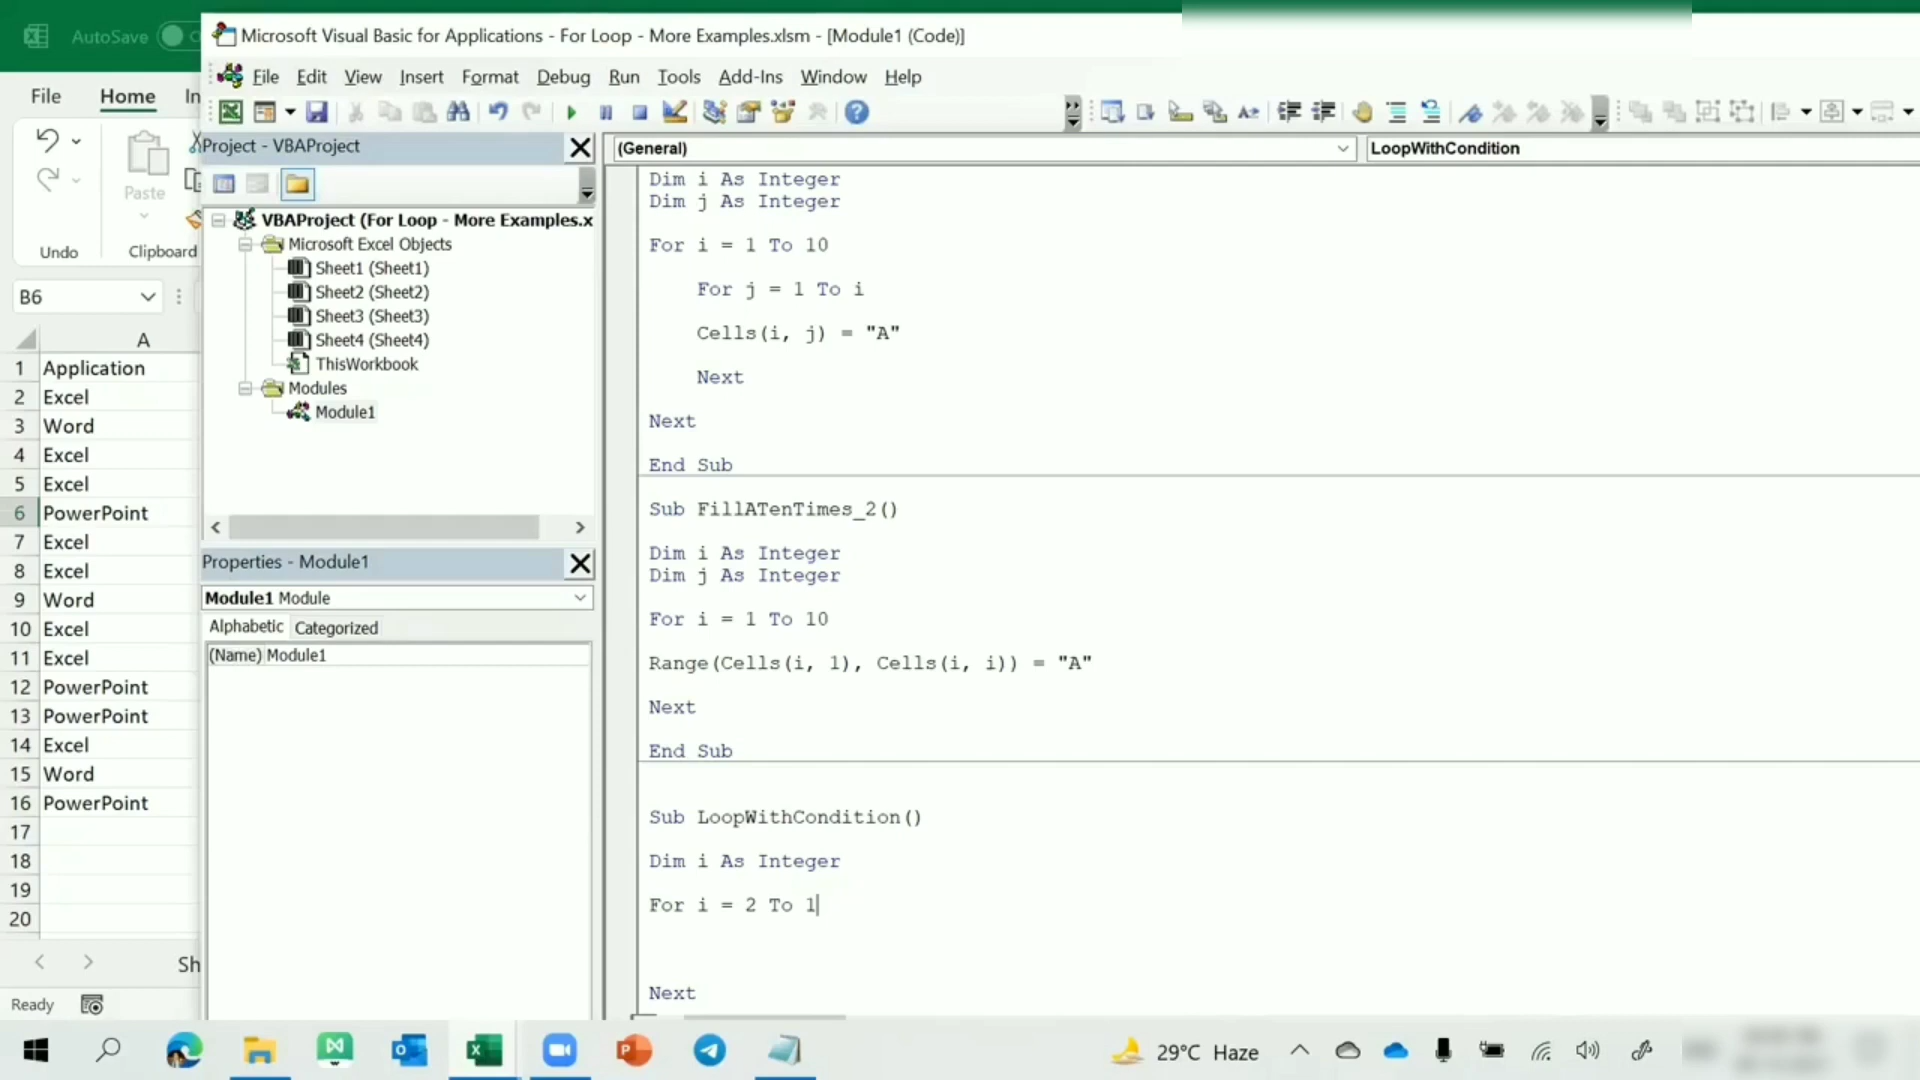 AutoSave
Microsoft Visual Basic for Applications - For Loop - More Examples.xlsm - [Module1 (Code)]
File Edit View Insert Format Debug Run Tools Add-Ins Window Help
File Home In
Paste
Undo Clipboard
B6
A
1 Application
2 Excel
3 Word
4 Excel
5 Excel
6 PowerPoint
7 Excel
8 Excel
9 Word
10 Excel
11 Excel
12 PowerPoint
13 PowerPoint
14 Excel
15 Word
16 PowerPoint
17
18
19
20
Sh
Ready
Project - VBAProject
VBAProject (For Loop - More Examples.x
Microsoft Excel Objects
Sheet1 (Sheet1)
Sheet2 (Sheet2)
Sheet3 (Sheet3)
Sheet4 (Sheet4)
ThisWorkbook
Modules
Module1
Properties - Module1
Module1 Module
Alphabetic Categorized
(Name) Module1
(General) LoopWithCondition
Dim i As Integer
Dim j As Integer
For i = 1 To 10
For j = 1 To i
Cells(i, j) = "A"
Next
Next
End Sub
Sub FillATenTimes_2()
Dim i As Integer
Dim j As Integer
For i = 1 To 10
Range(Cells(i, 1), Cells(i, i)) = "A"
Next
End Sub
Sub LoopWithCondition()
Dim i As Integer
For i = 2 To 1
Next
29°C Haze